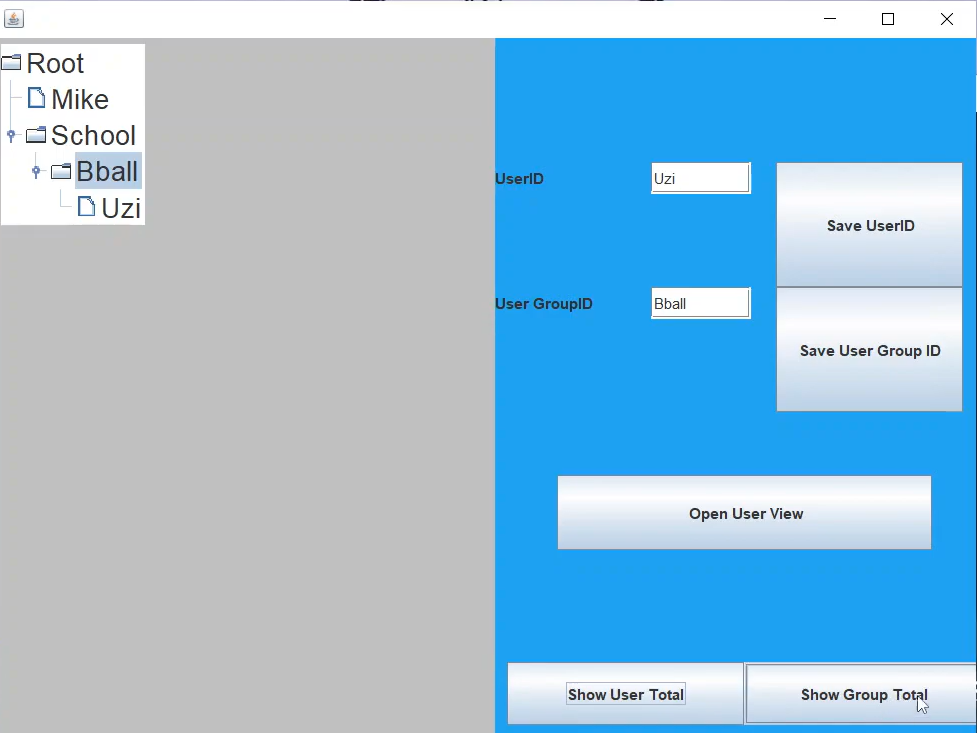 Root
Mike
School
Bball
Uzi
UserID
Uzi
Save UserID
User GroupID
Bball
Save User Group ID
Open User View
Show User Total
Show Group Total